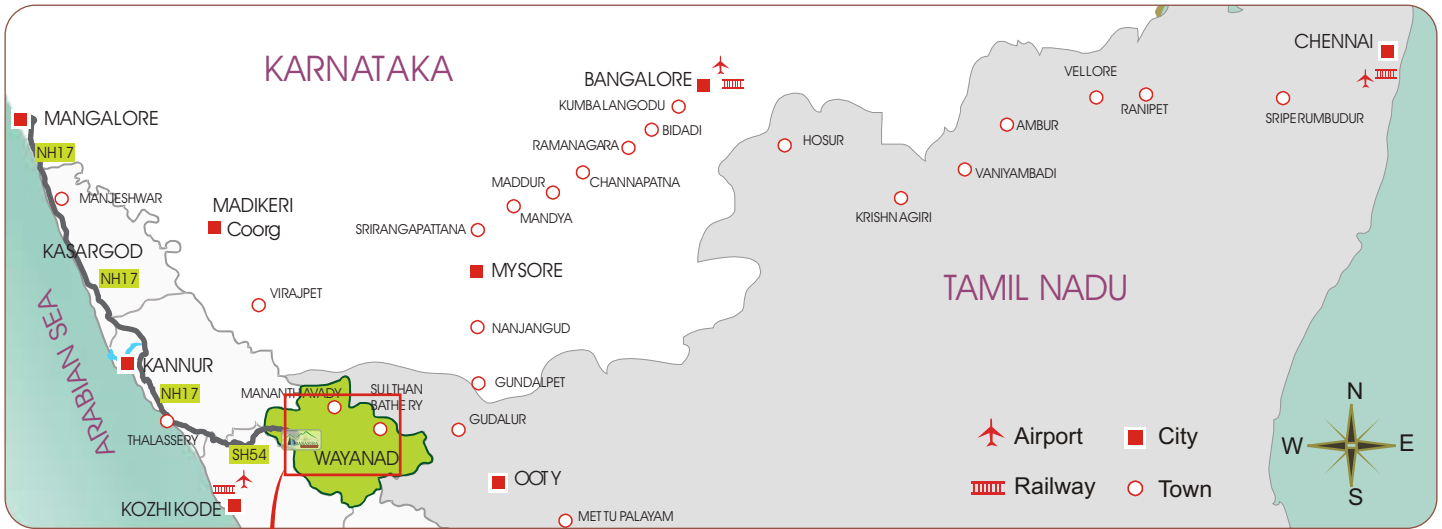 KARNATAKA
CHENNAI
BANGALORE
VELLORE
KUMBALANGODU
RANIPET
SRIPERUMBUDUR
MANGALORE
BIDADI
AMBUR
RAMANAGARA
HOSUR
NH17
CHANNAPATNA
VANIYAMBADI
MADDUR
MANJESHWAR
MADIKERI
Coorg
MANDYA
KRISHNAGIRI
SRIRANGAPATTANA
KASARGOD
NH17
MYSORE
TAMIL NADU
VIRAJPET
ARABIAN SEA
NANJANGUD
KANNUR
GUNDALPET
NH17
MANANTHAVADY
SULTHAN
BATHERY
GUDALUR
THALASSERY
SH54
WAYANAD
OOTY
KOZHIKODE
METTUPALAYAM
Airport
City
Railway
Town
N
W
E
S